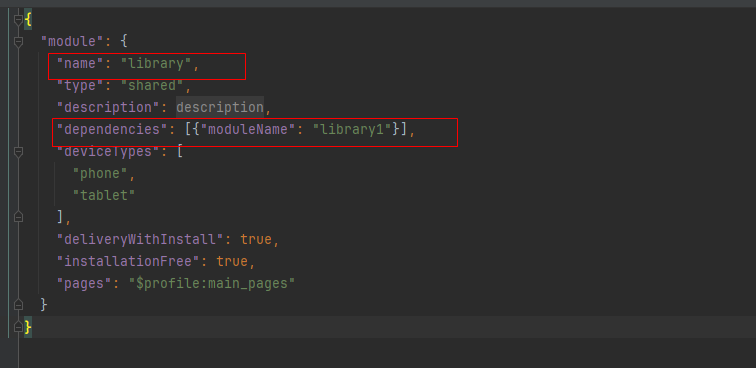 {
"module": {
"name": "library",
"type": "shared",
"description": description,
"dependencies": [{"moduleName": "library1"}],
"deviceTypes": [
"phone",
"tablet"
],
"deliveryWithInstall": true,
"installationFree": true,
"pages": "$profile:main_pages"
}
}